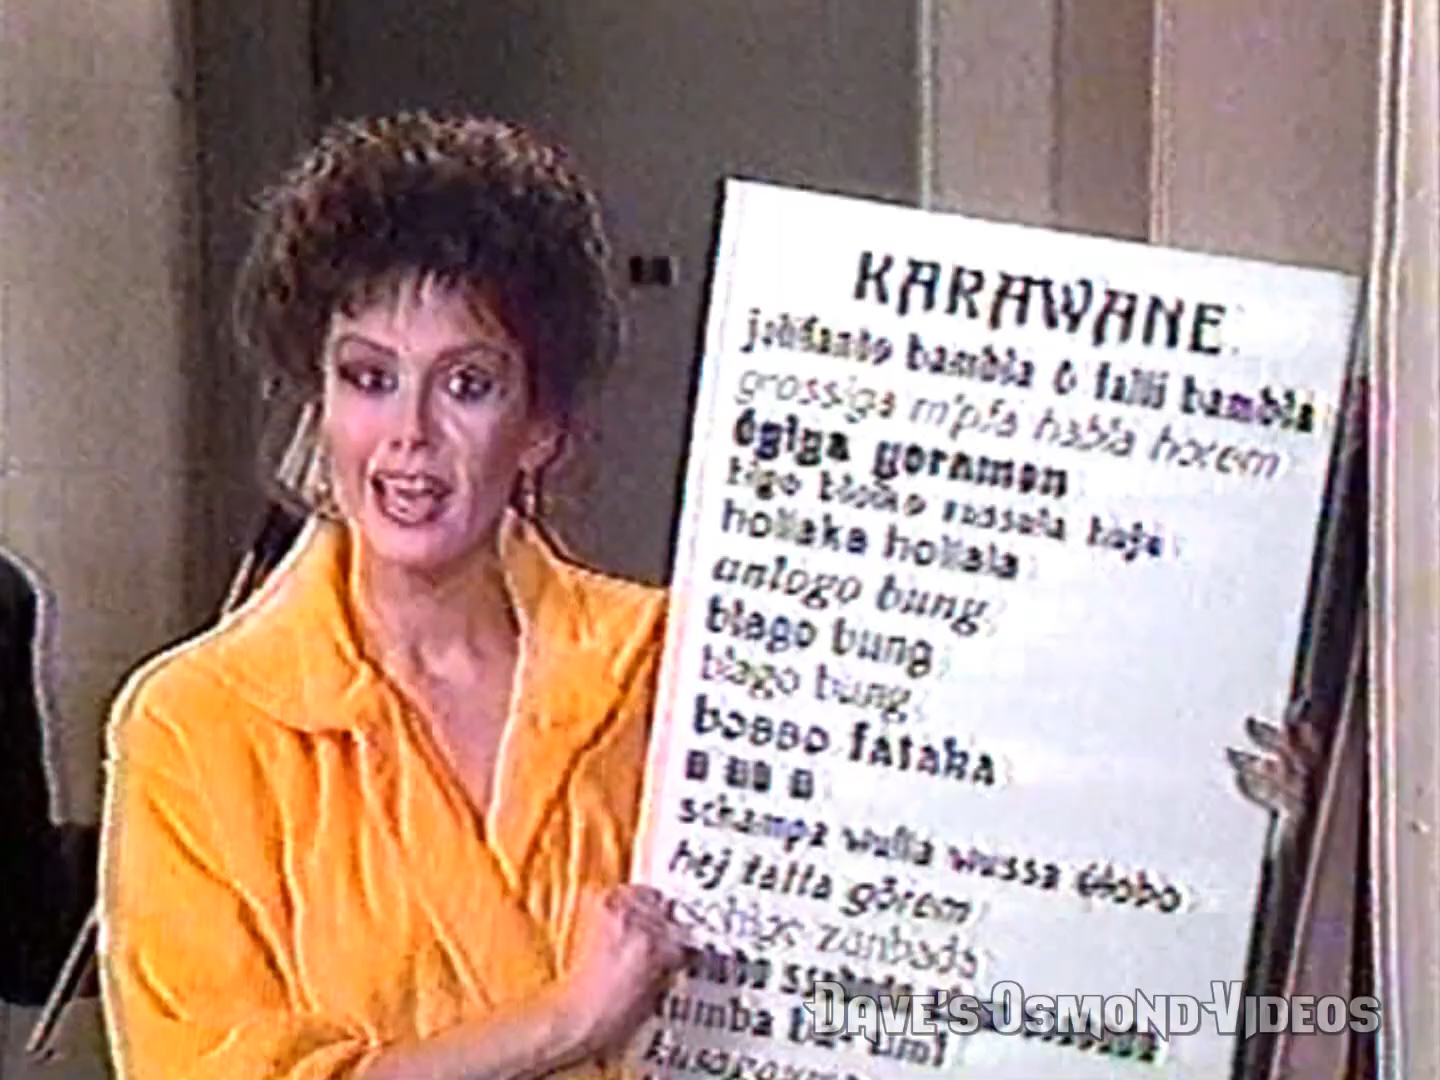 KARAWANE
jolifanto bambla ô falli bambla
grossiga m'pfa habla horem
égiga goramen
higo bloiko russula huju
hollaka hollala
anlogo bung
blago bung
blago bung
bosso fataka
ü üü ü
schampa wulla wussa ólobo
hej tatta gôrem
eschige zunbada
tumba ba- umf
DAVE'S OSMOND VIDEOS